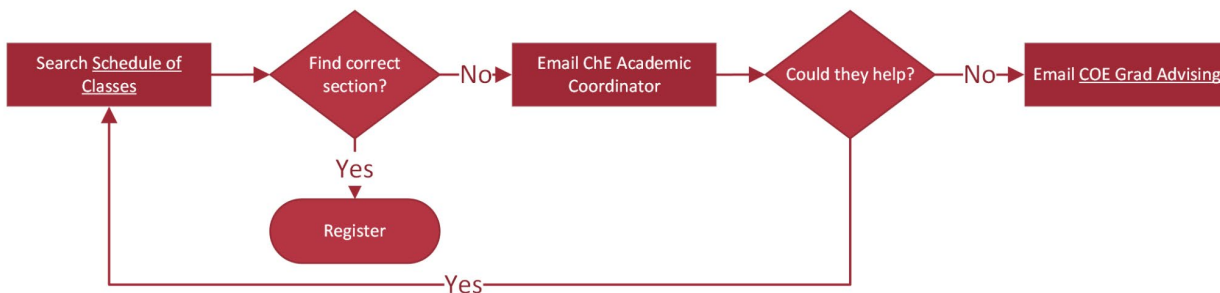 Search Schedule of
Classes
Find correct
section?
No
Email ChE Academic
Coordinator
Could they help?
No
Email COE Grad Advising
Yes
Register
Yes